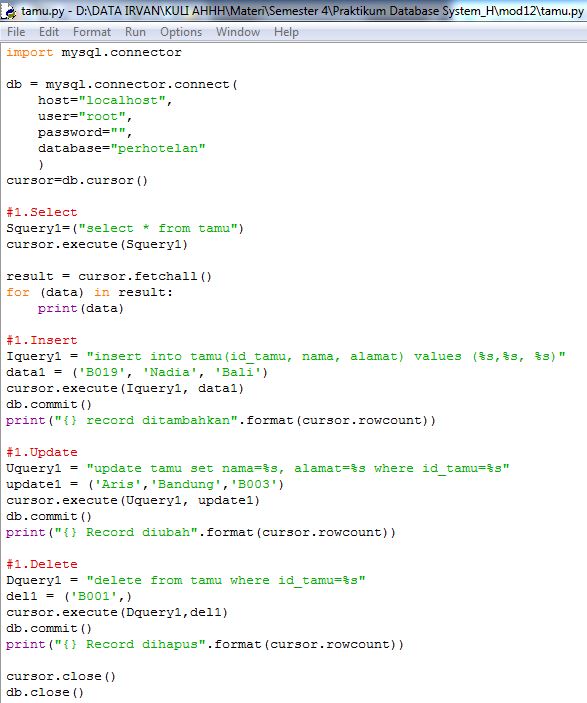 tamu.py - D:\DATA IRVAN\KULI AHHH\Materi\Semester 4\Praktikum Database System_H\mod12\tamu.py
File Edit Format Run Options Window Help
import mysql.connector

db = mysql.connector.connect(
    host="localhost",
    user="root",
    password="",
    database="perhotelan"
    )
cursor=db.cursor()

#1.Select
Squery1=("select * from tamu")
cursor.execute(Squery1)

result = cursor.fetchall()
for (data) in result:
    print(data)

#1.Insert
Iquery1 = "insert into tamu(id_tamu, nama, alamat) values (%s,%s, %s)"
data1 = ('B019', 'Nadia', 'Bali')
cursor.execute(Iquery1, data1)
db.commit()
print("{} record ditambahkan".format(cursor.rowcount))

#1.Update
Uquery1 = "update tamu set nama=%s, alamat=%s where id_tamu=%s"
update1 = ('Aris','Bandung','B003')
cursor.execute(Uquery1, update1)
db.commit()
print("{} Record diubah".format(cursor.rowcount))

#1.Delete
Dquery1 = "delete from tamu where id_tamu=%s"
del1 = ('B001',)
cursor.execute(Dquery1,del1)
db.commit()
print("{} Record dihapus".format(cursor.rowcount))

cursor.close()
db.close()